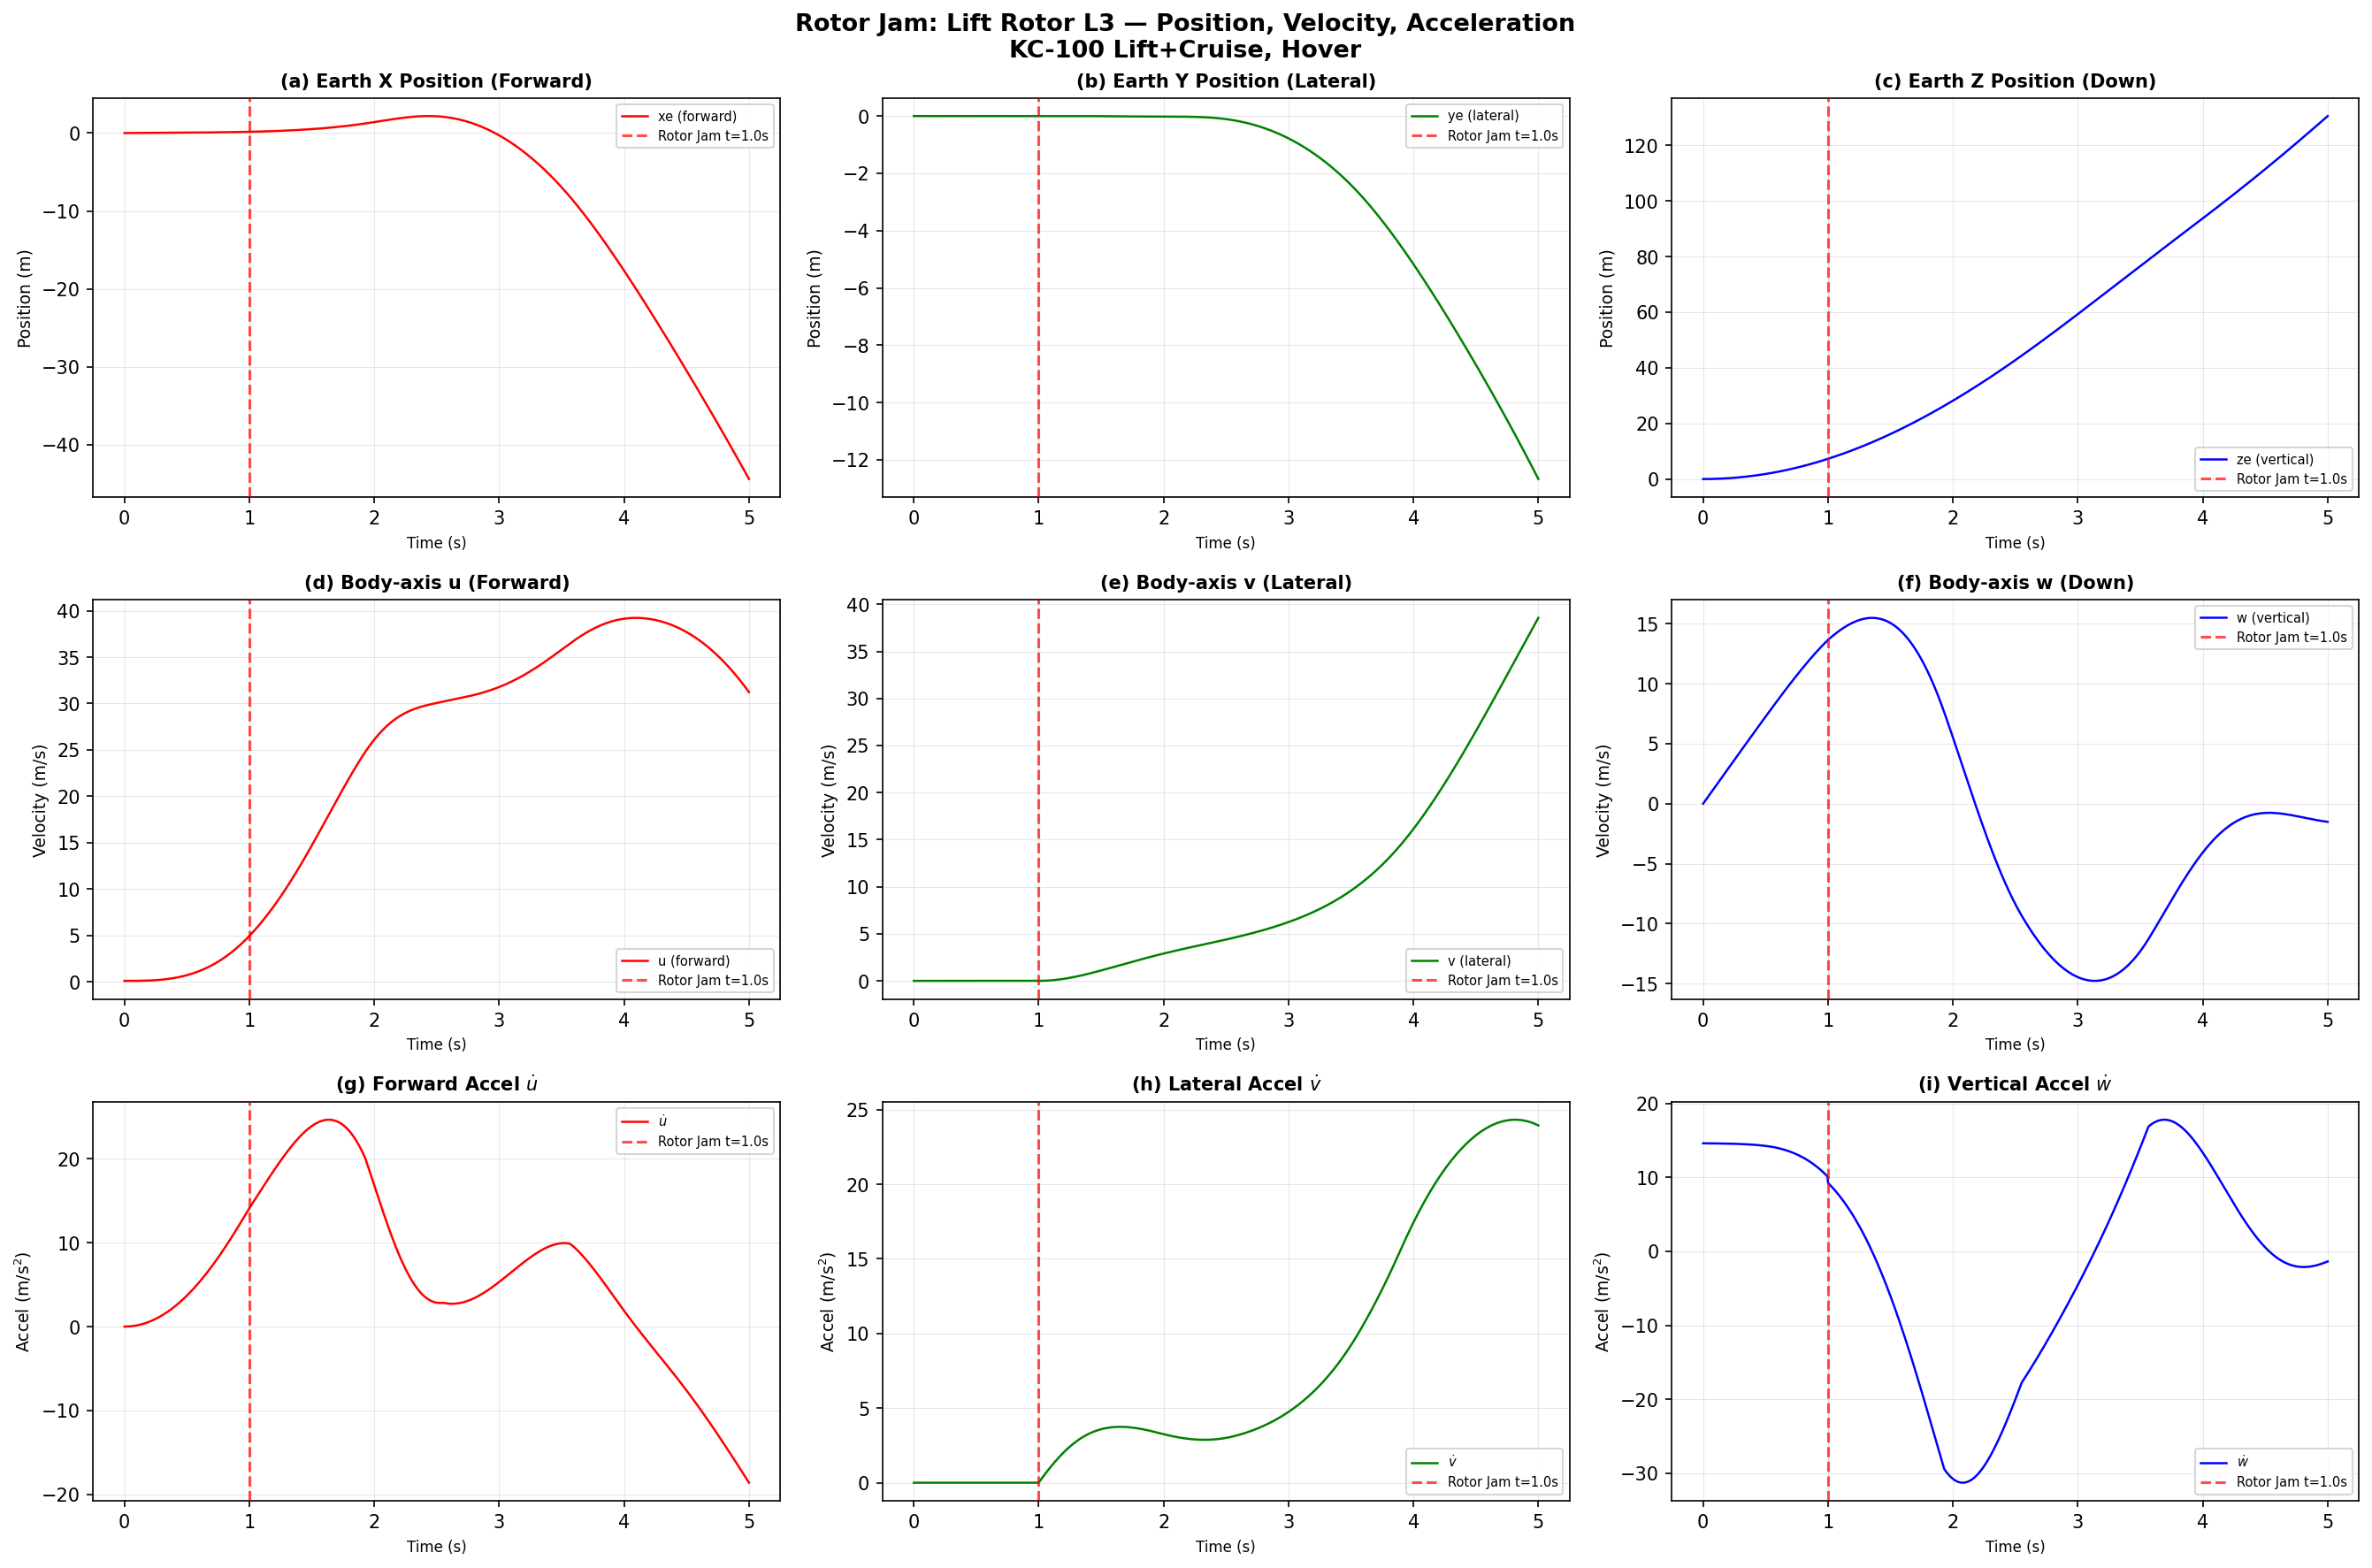 Rotor Jam: Lift Rotor L3 — Position, Velocity, Acceleration
KC-100 Lift+Cruise, Hover
(a) Earth X Position (Forward)
Position (m)
0
−10
−20
−30
−40
xe (forward)
Rotor Jam t=1.0s
0 1 2 3 4 5
Time (s)
(b) Earth Y Position (Lateral)
Position (m)
0
−2
−4
−6
−8
−10
−12
ye (lateral)
Rotor Jam t=1.0s
0 1 2 3 4 5
Time (s)
(c) Earth Z Position (Down)
Position (m)
120
100
80
60
40
20
0
ze (vertical)
Rotor Jam t=1.0s
0 1 2 3 4 5
Time (s)
(d) Body-axis u (Forward)
Velocity (m/s)
40
35
30
25
20
15
10
5
0
u (forward)
Rotor Jam t=1.0s
0 1 2 3 4 5
Time (s)
(e) Body-axis v (Lateral)
Velocity (m/s)
40
35
30
25
20
15
10
5
0
v (lateral)
Rotor Jam t=1.0s
0 1 2 3 4 5
Time (s)
(f) Body-axis w (Down)
Velocity (m/s)
15
10
5
0
−5
−10
−15
w (vertical)
Rotor Jam t=1.0s
0 1 2 3 4 5
Time (s)
(g) Forward Accel u̇
Accel (m/s²)
20
10
0
−10
−20
u̇
Rotor Jam t=1.0s
0 1 2 3 4 5
Time (s)
(h) Lateral Accel v̇
Accel (m/s²)
25
20
15
10
5
0
v̇
Rotor Jam t=1.0s
0 1 2 3 4 5
Time (s)
(i) Vertical Accel ẇ
Accel (m/s²)
20
10
0
−10
−20
−30
ẇ
Rotor Jam t=1.0s
0 1 2 3 4 5
Time (s)